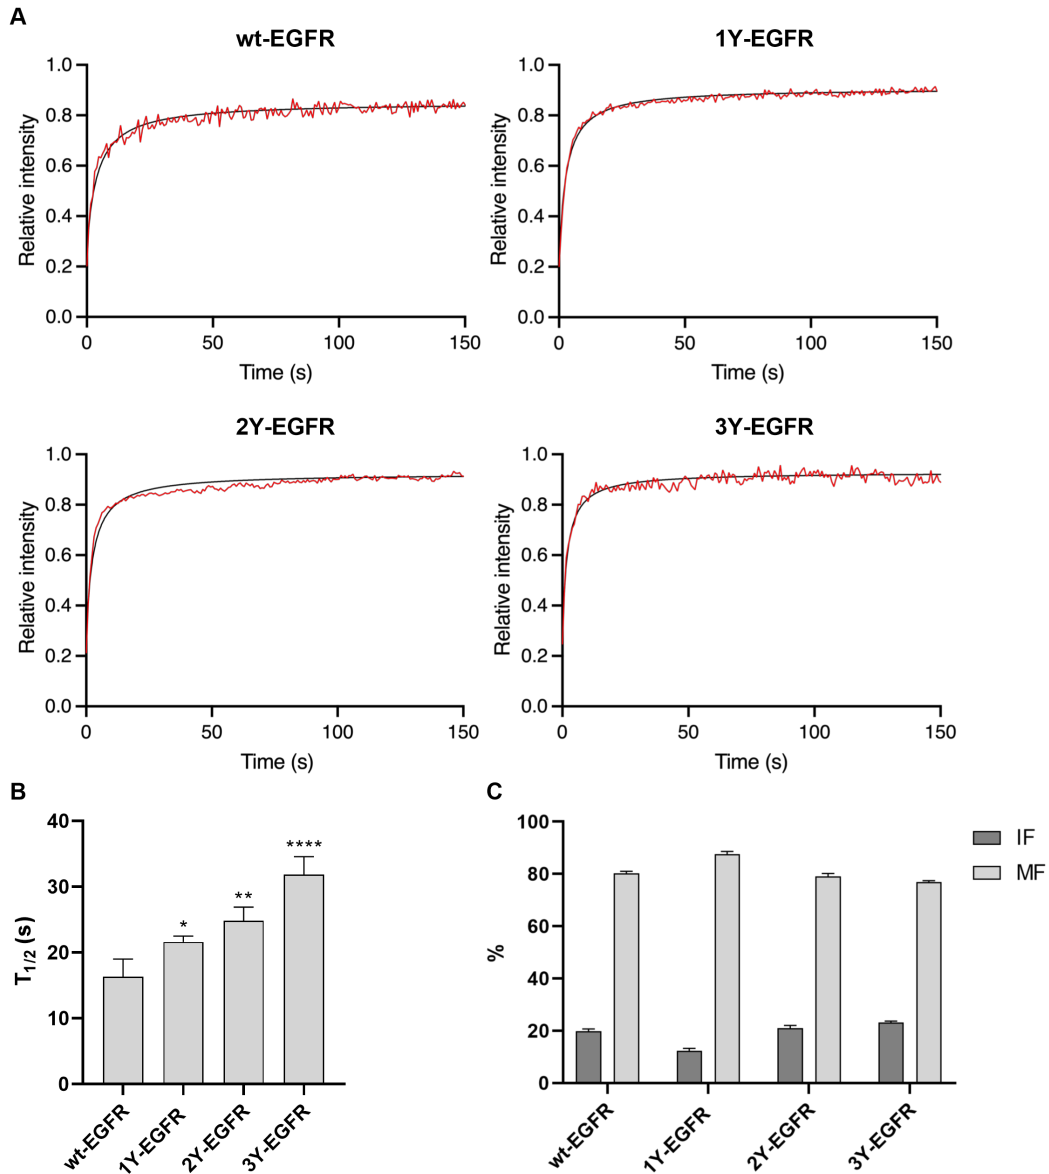 A
wt-EGFR
1.0
0.8
0.6
0.4
0.2
0.0
Relative intensity
0 50 100 150
Time (s)
1Y-EGFR
1.0
0.8
0.6
0.4
0.2
0.0
Relative intensity
0 50 100 150
Time (s)
2Y-EGFR
1.0
0.8
0.6
0.4
0.2
0.0
Relative intensity
0 50 100 150
Time (s)
3Y-EGFR
1.0
0.8
0.6
0.4
0.2
0.0
Relative intensity
0 50 100 150
Time (s)
B
40
30
20
10
0
T1/2 (s)
*
**
****
wt-EGFR
1Y-EGFR
2Y-EGFR
3Y-EGFR
C
100
80
60
40
20
0
%
wt-EGFR
1Y-EGFR
2Y-EGFR
3Y-EGFR
IF
MF